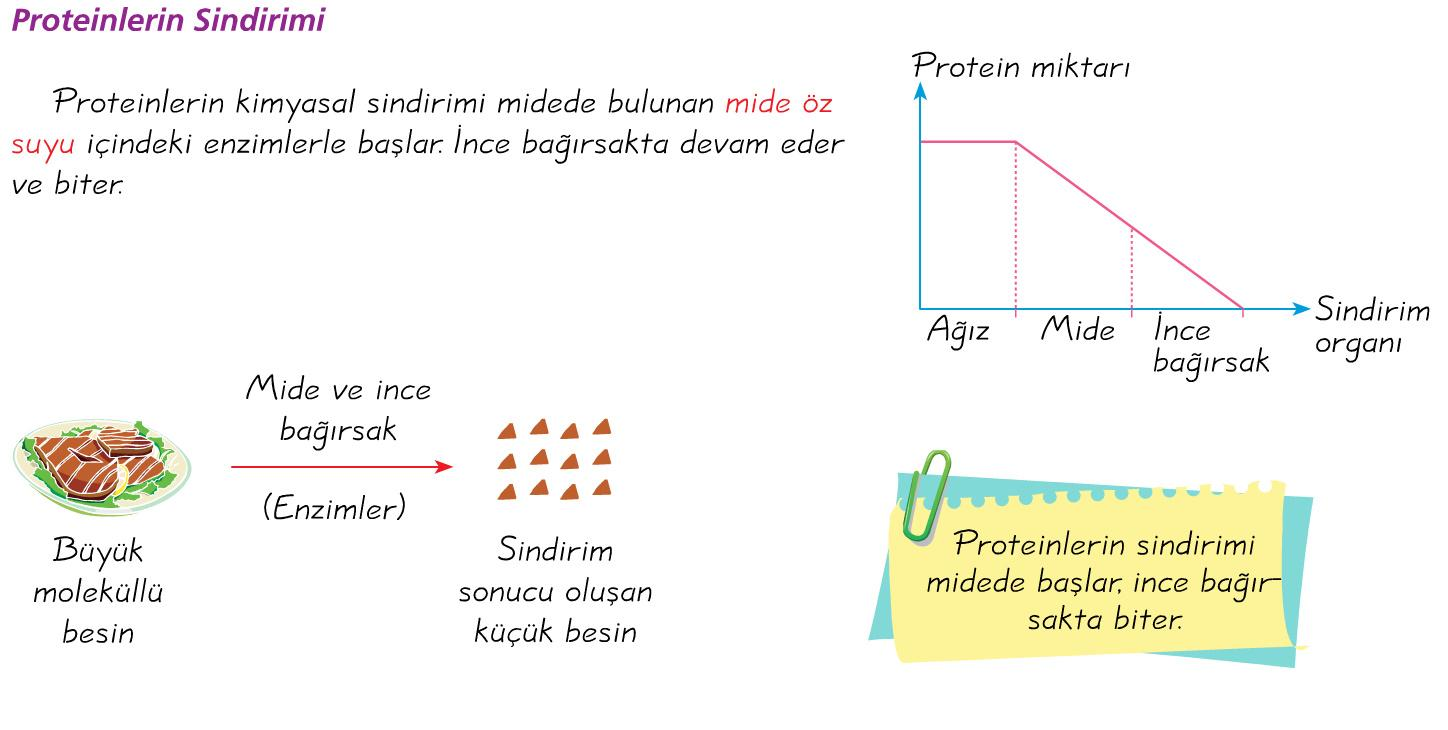 Proteinlerin Sindirimi
Proteinlerin kimyasal sindirimi midede bulunan mide öz
suyu içindeki enzimlerle başlar. İnce bağırsakta devam eder
ve biter.
Protein miktarı
Ağız
Mide
İnce
bağırsak
Sindirim
organı
Mide ve ince
bağırsak
(Enzimler)
Büyük
moleküllü
besin
Sindirim
sonucu oluşan
küçük besin
Proteinlerin sindirimi
midede başlar, ince bağır-
sakta biter.